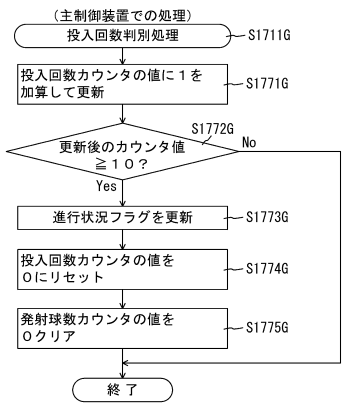 (主制御装置での処理)
投入回数判別処理
S1711G
投入回数カウンタの値に1を
加算して更新
S1771G
S1772G
更新後のカウンタ値
≧10?
No
Yes
進行状況フラグを更新
S1773G
投入回数カウンタの値を
0にリセット
S1774G
発射球数カウンタの値を
0クリア
S1775G
終了